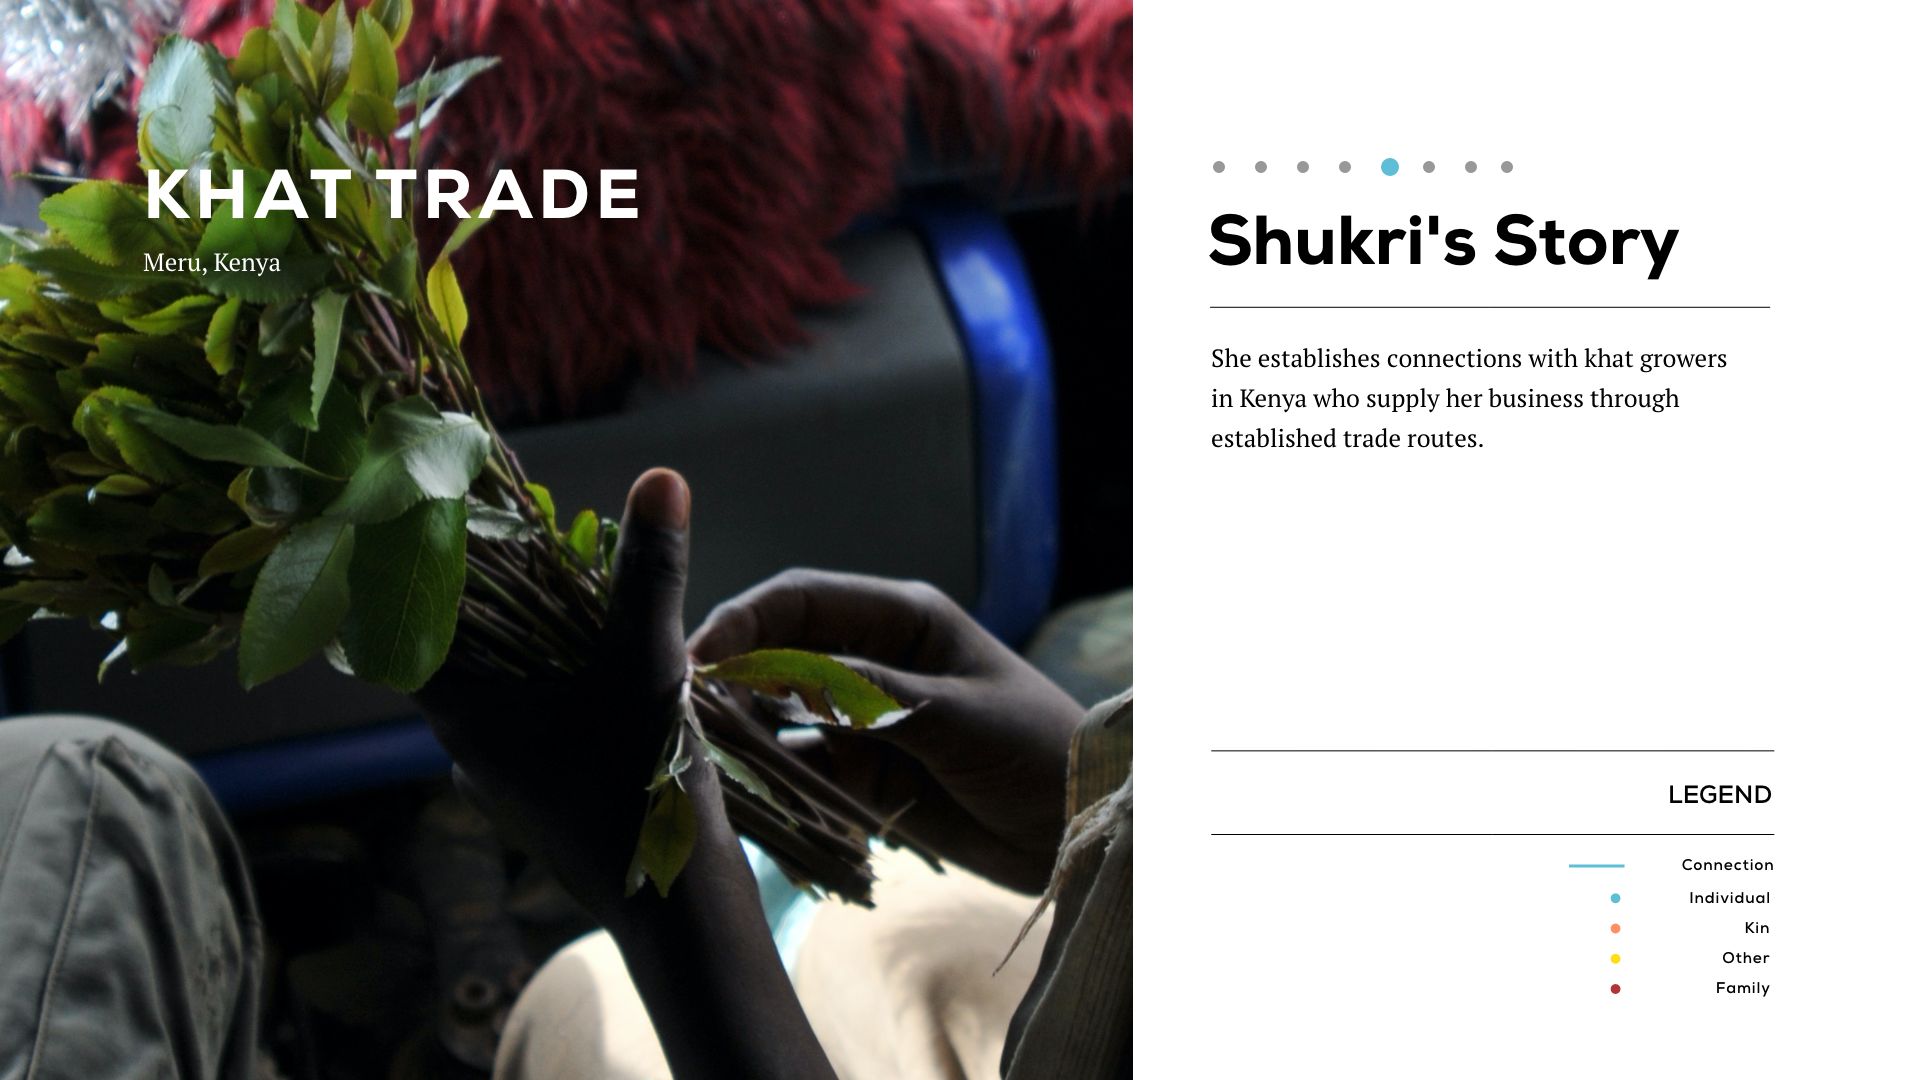 KHAT TRADE
Meru, Kenya
Shukri's Story
She establishes connections with khat growers
in Kenya who supply her business through
established trade routes.
LEGEND
Connection
Individual
Kin
Other
Family